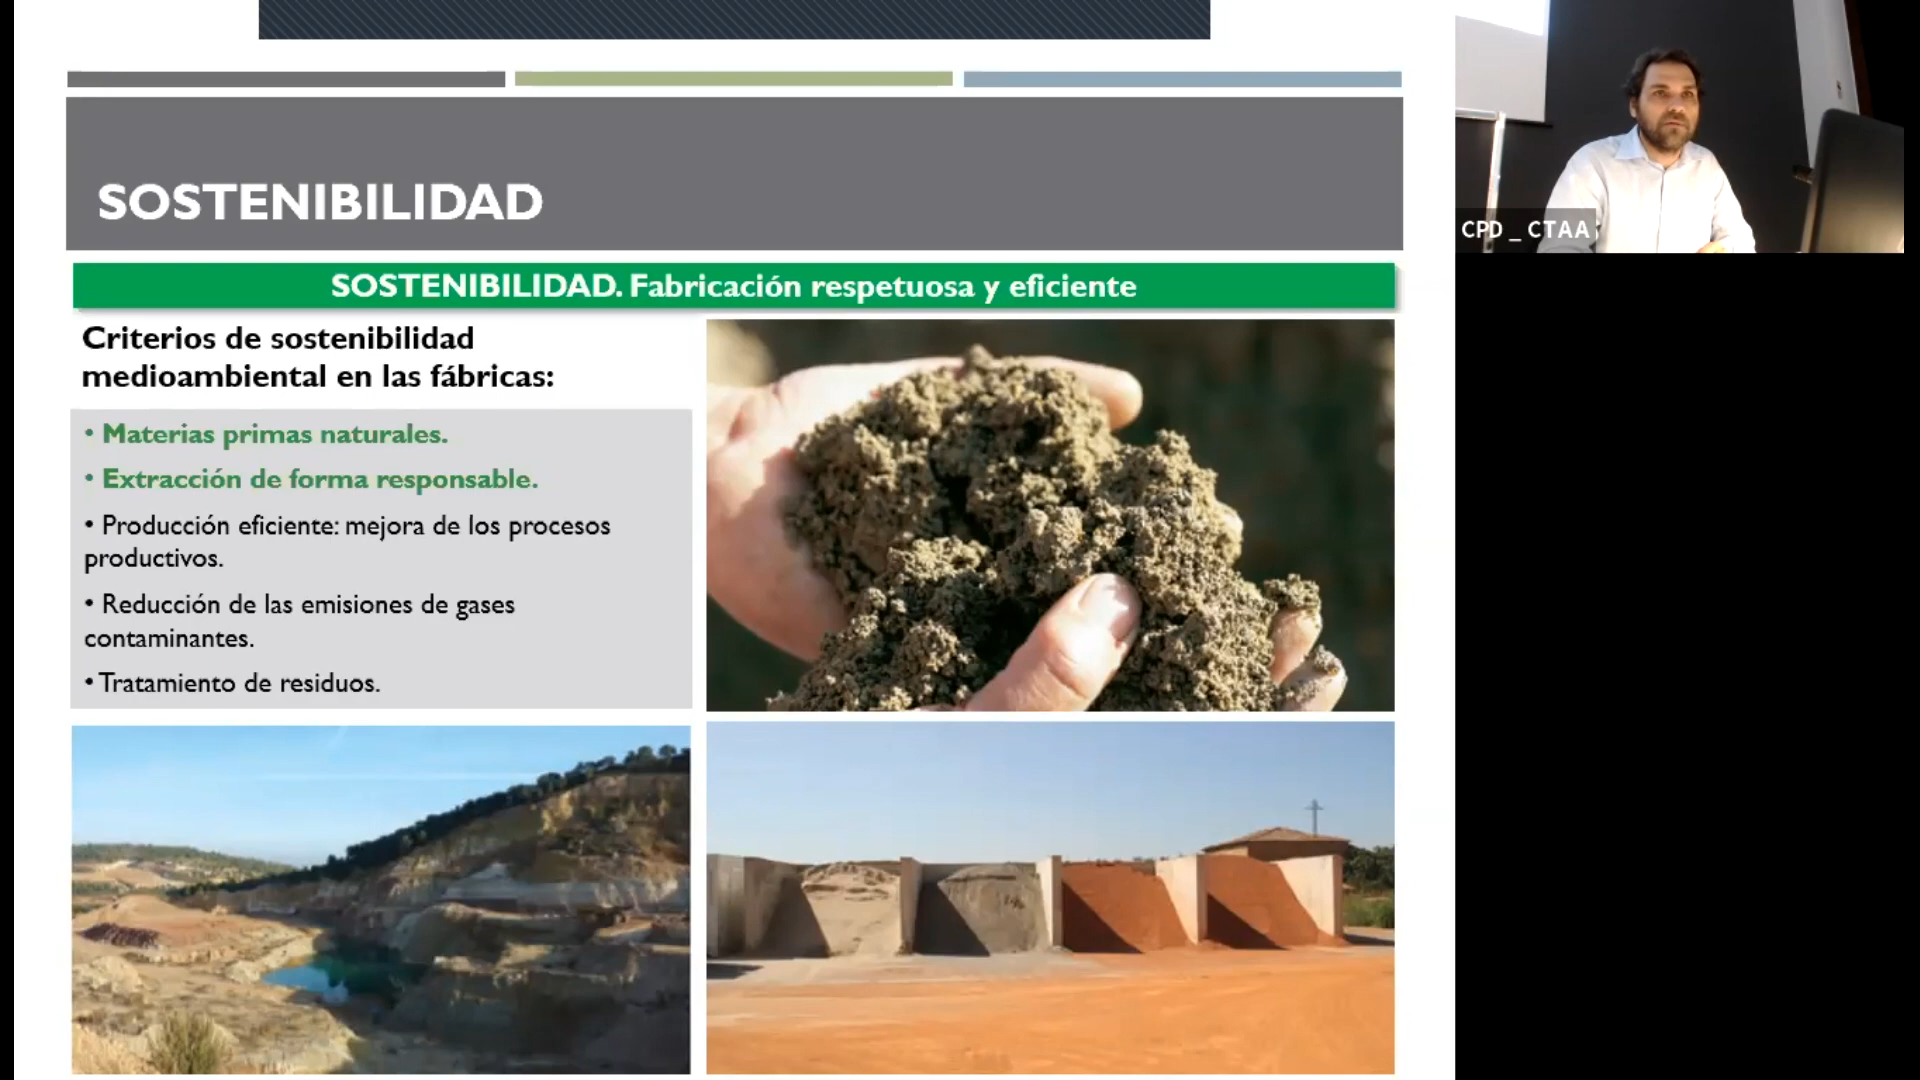 SOSTENIBILIDAD
SOSTENIBILIDAD. Fabricación respetuosa y eficiente
Criterios de sostenibilidad
medioambiental en las fábricas:
• Materias primas naturales.
• Extracción de forma responsable.
• Producción eficiente: mejora de los procesos
productivos.
• Reducción de las emisiones de gases
contaminantes.
• Tratamiento de residuos.
CPD _ CTAA